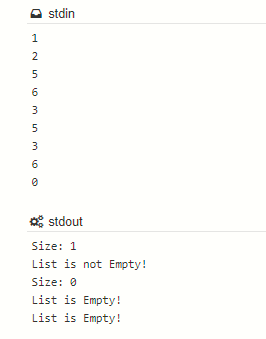 stdin
1
2
5
6
3
5
3
6
0
stdout
Size: 1
List is not Empty!
Size: 0
List is Empty!
List is Empty!